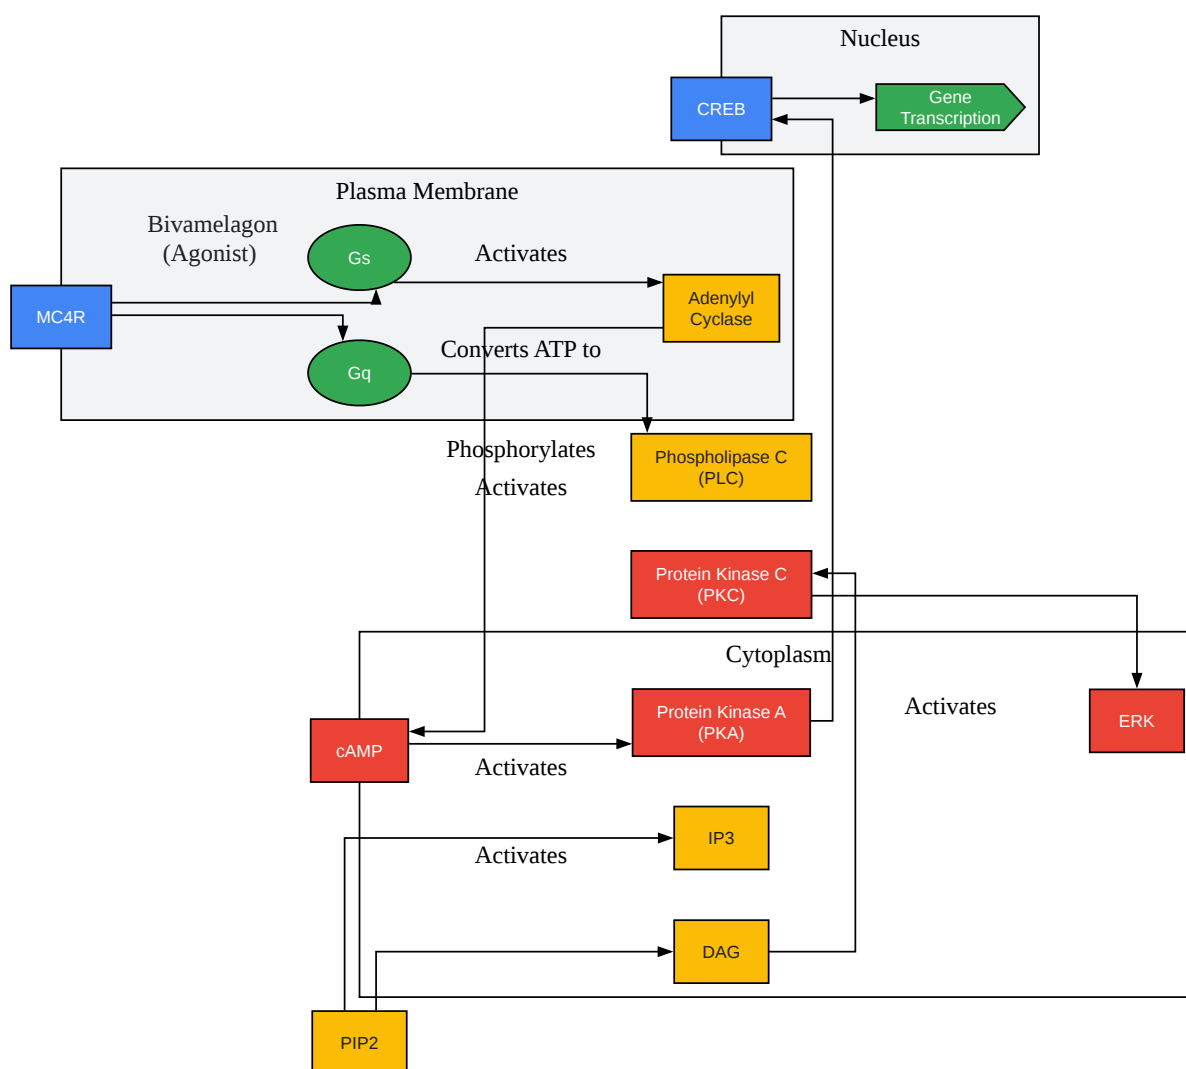 Nucleus
CREB
Gene
Transcription
Plasma Membrane
Bivamelagon
(Agonist)
Gs
Activates
MC4R
Adenylyl
Cyclase
Converts ATP to
Gq
Phosphorylates
Activates
Phospholipase C
(PLC)
Protein Kinase C
(PKC)
Cytoplasm
Protein Kinase A
(PKA)
Activates
ERK
cAMP
Activates
IP3
Activates
DAG
PIP2